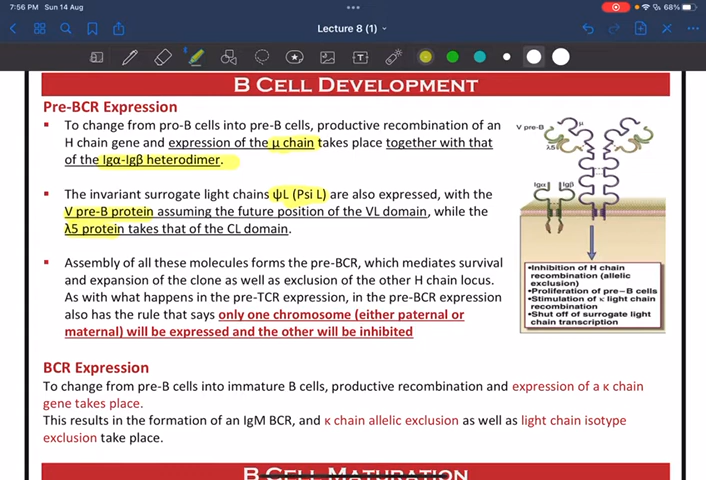 7:56 PM Sun 14 Aug
68%
Lecture 8 (1)
B CELL DEVELOPMENT
Pre-BCR Expression
To change from pro-B cells into pre-B cells, productive recombination of an
H chain gene and expression of the μ chain takes place together with that
of the Igα-Igβ heterodimer.
The invariant surrogate light chains ψL (Psi L) are also expressed, with the
V pre-B protein assuming the future position of the VL domain, while the
λ5 protein takes that of the CL domain.
Assembly of all these molecules forms the pre-BCR, which mediates survival
and expansion of the clone as well as exclusion of the other H chain locus.
As with what happens in the pre-TCR expression, in the pre-BCR expression
also has the rule that says only one chromosome (either paternal or
maternal) will be expressed and the other will be inhibited
V pre-B
μ
λ5
Igα
Igβ
•Inhibition of H chain
recombination (allelic
exclusion)
•Proliferation of pre-B cells
•Stimulation of κ light chain
recombination
•Shut off of surrogate light
chain transcription
BCR Expression
To change from pre-B cells into immature B cells, productive recombination and expression of a κ chain
gene takes place.
This results in the formation of an IgM BCR, and κ chain allelic exclusion as well as light chain isotype
exclusion take place.
B CELL MATURATION